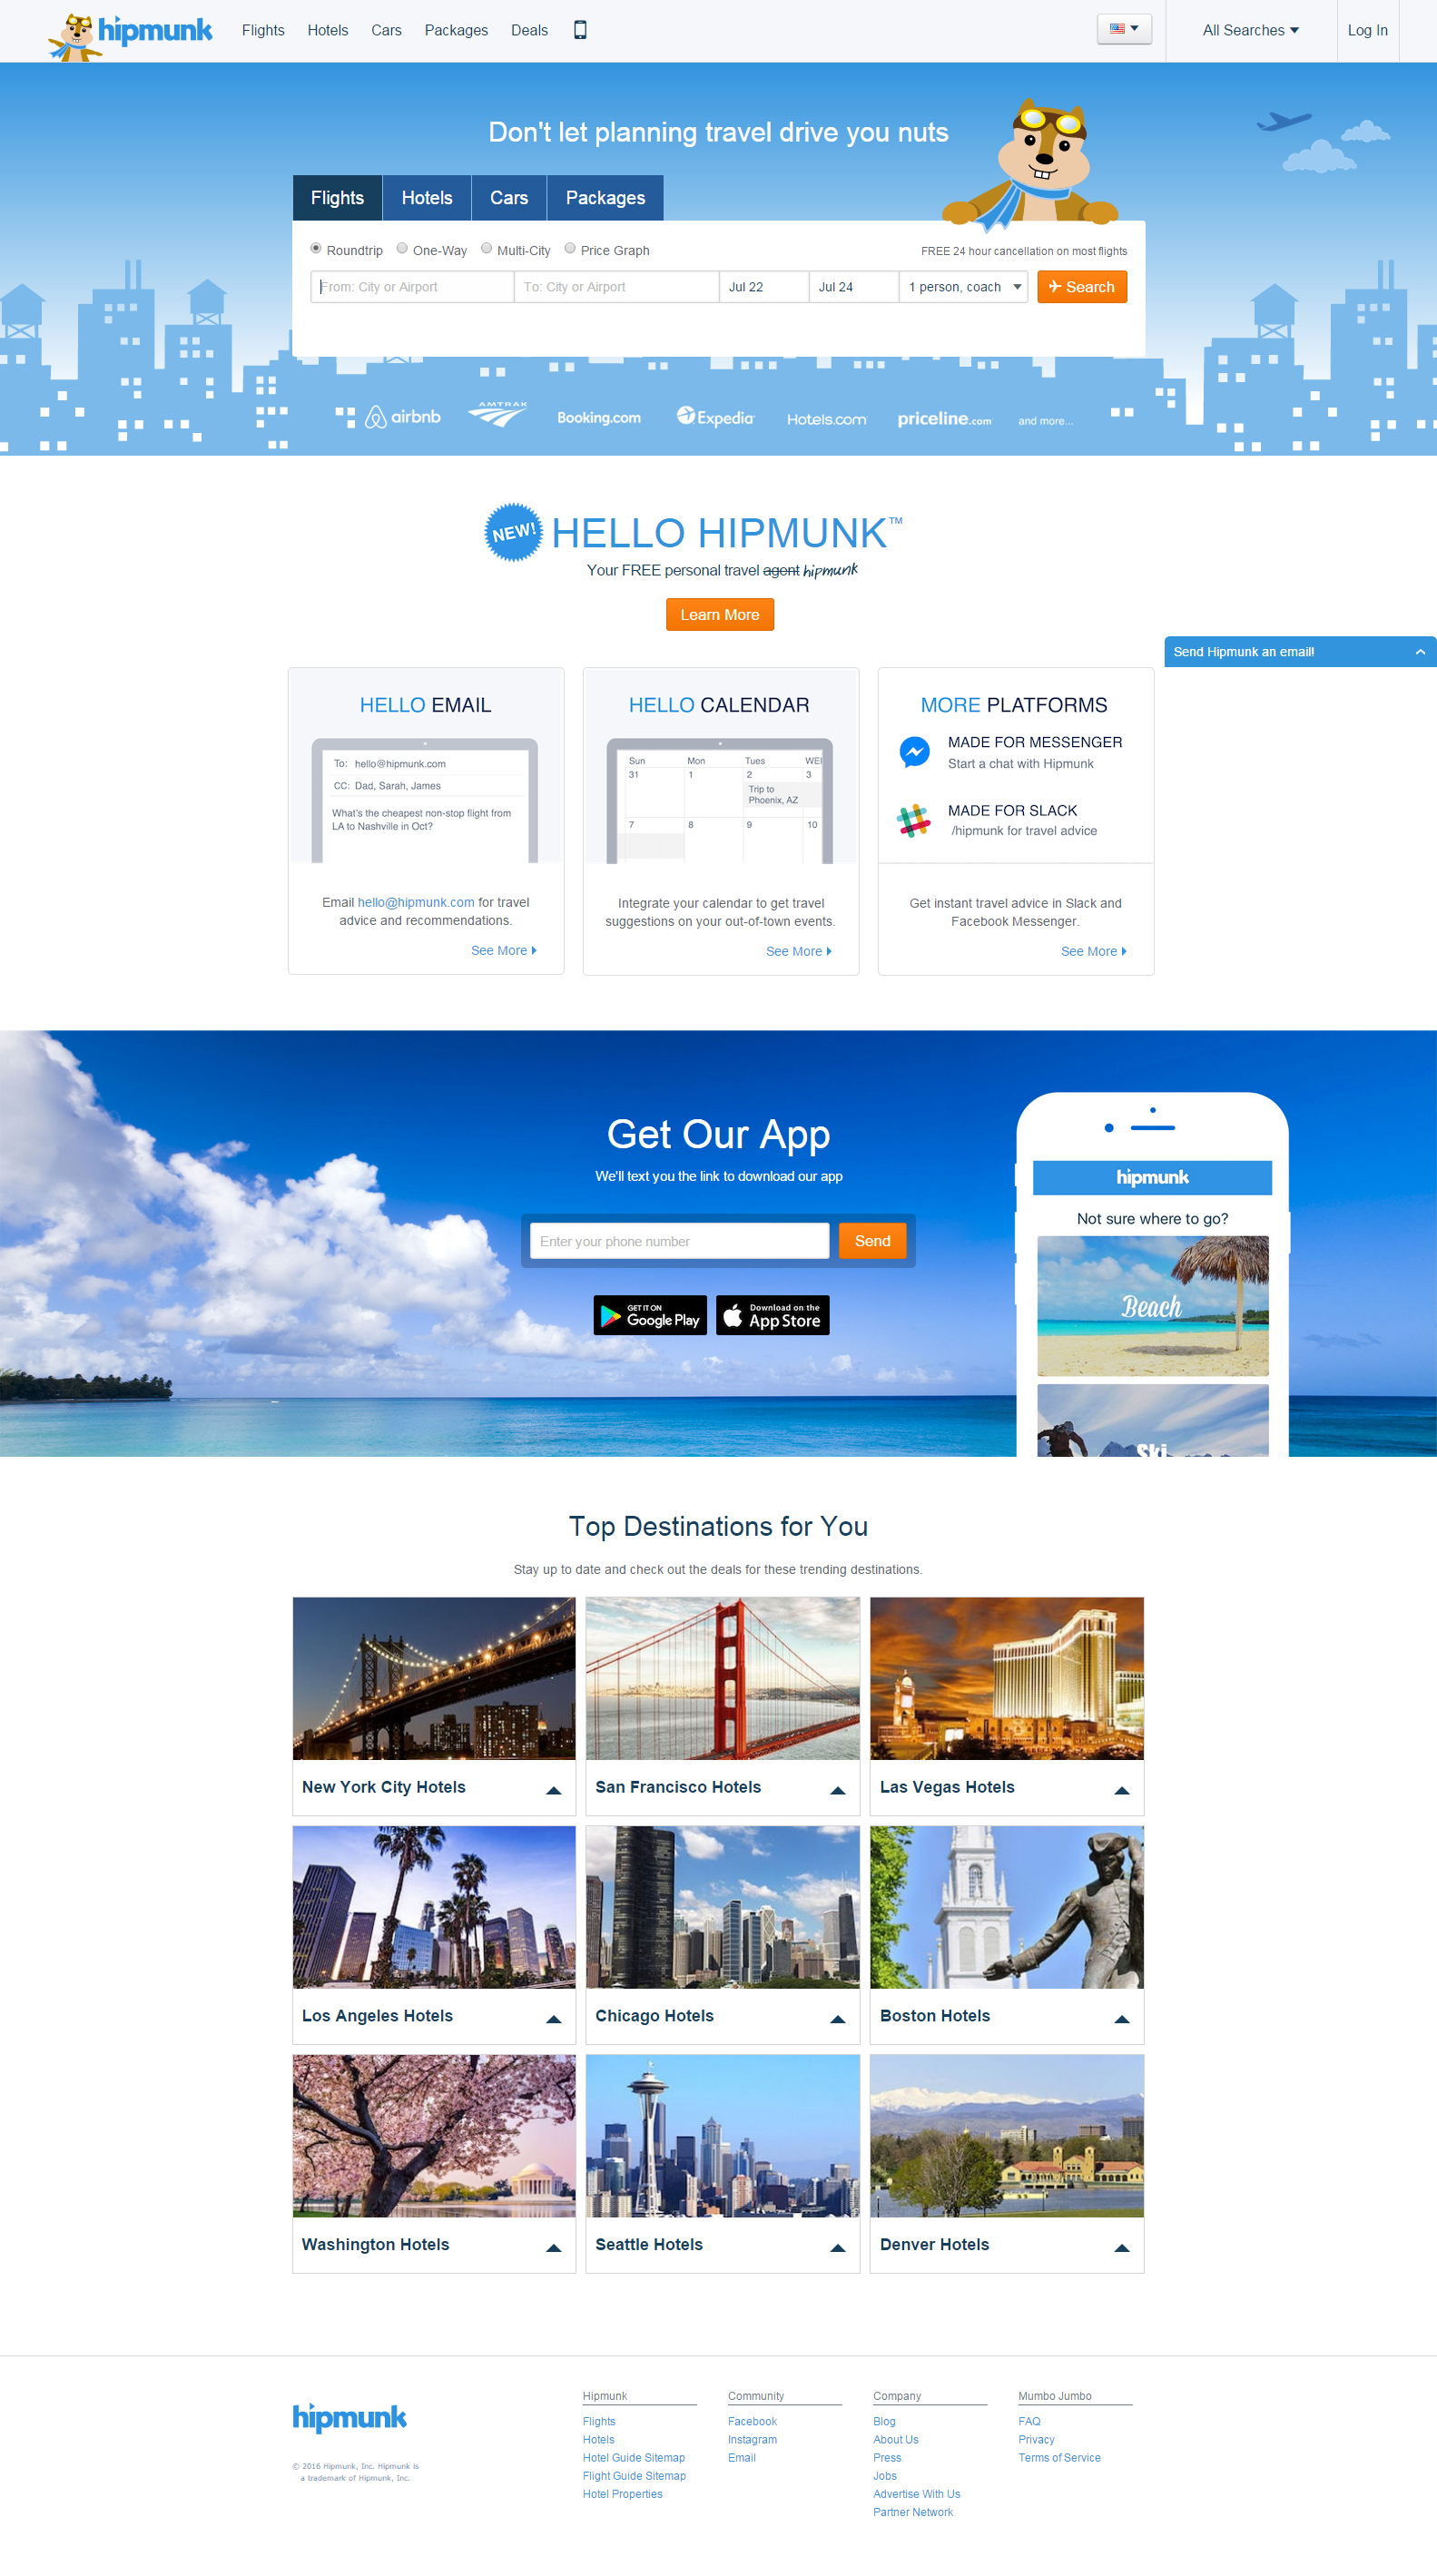 hipmunk
Flights Hotels Cars Packages Deals
All Searches
Log In
Don't let planning travel drive you nuts
Flights Hotels Cars Packages
Roundtrip One-Way Multi-City Price Graph
FREE 24 hour cancellation on most flights
From: City or Airport
To: City or Airport
Jul 22
Jul 24
1 person, coach
Search
airbnb
AMTRAK
Booking.com
Expedia
Hotels.com
priceline.com
and more...
NEW!
HELLO HIPMUNK™
Your FREE personal travel agent hipmunk
Learn More
Send Hipmunk an email!
HELLO EMAIL
To: hello@hipmunk.com
CC: Dad, Sarah, James
What's the cheapest non-stop flight from
LA to Nashville in Oct?
Email hello@hipmunk.com for travel
advice and recommendations.
See More
HELLO CALENDAR
Sun Mon Tues WE
31 1 2 3
Trip to
Phoenix, AZ
7 8 9 10
Integrate your calendar to get travel
suggestions on your out-of-town events.
See More
MORE PLATFORMS
MADE FOR MESSENGER
Start a chat with Hipmunk
MADE FOR SLACK
/hipmunk for travel advice
Get instant travel advice in Slack and
Facebook Messenger.
See More
Get Our App
We'll text you the link to download our app
Enter your phone number
Send
GET IT ON
Google Play
Download on the
App Store
hipmunk
Not sure where to go?
Beach
Ski
Top Destinations for You
Stay up to date and check out the deals for these trending destinations.
New York City Hotels
San Francisco Hotels
Las Vegas Hotels
Los Angeles Hotels
Chicago Hotels
Boston Hotels
Washington Hotels
Seattle Hotels
Denver Hotels
hipmunk
© 2016 Hipmunk, Inc. Hipmunk is
a trademark of Hipmunk, Inc.
Hipmunk
Flights
Hotels
Hotel Guide Sitemap
Flight Guide Sitemap
Hotel Properties
Community
Facebook
Instagram
Email
Company
Blog
About Us
Press
Jobs
Advertise With Us
Partner Network
Mumbo Jumbo
FAQ
Privacy
Terms of Service